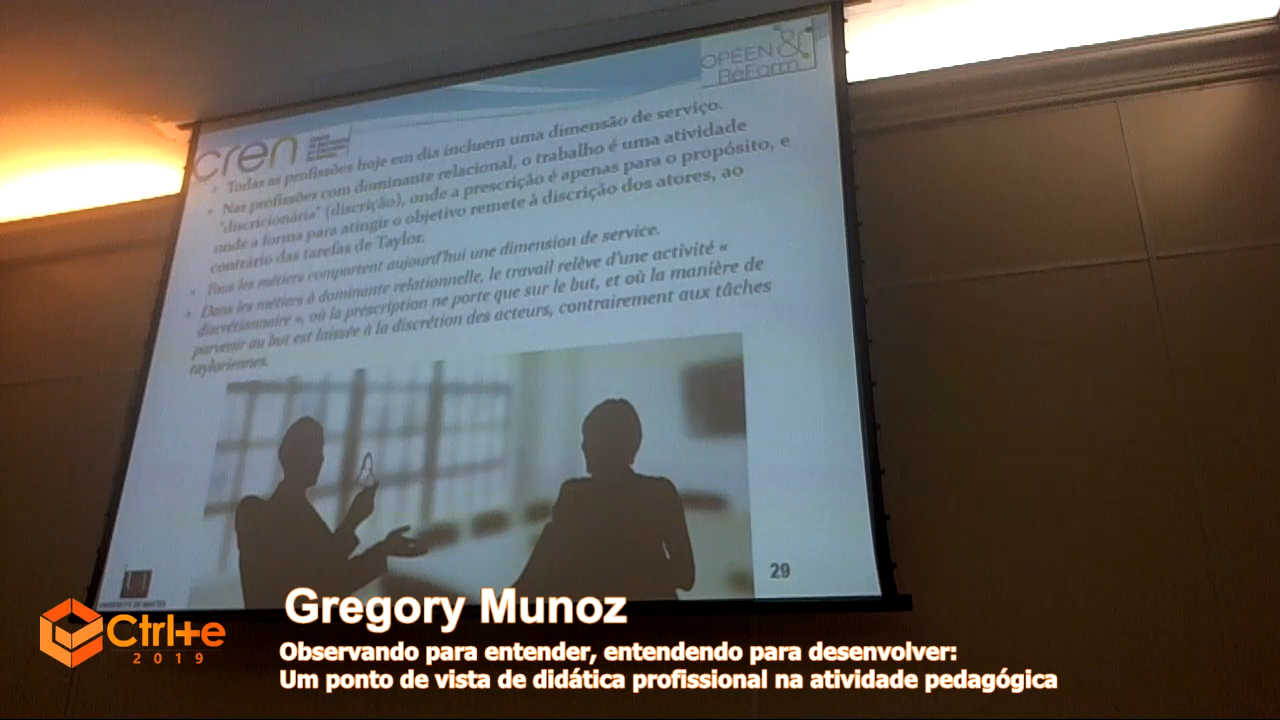 OPÉEN &
ReForm
cren
• Todas as profissões hoje em dia incluem uma dimensão de serviço.
• Nas profissões com dominante relacional, o trabalho é uma atividade
"discricionária" (discrição), onde a prescrição é apenas para o propósito, e
onde a forma para atingir o objetivo remete à discrição dos atores, ao
contrário das tarefas de Taylor.
• Tous les métiers comportent aujourd'hui une dimension de service.
• Dans les métiers à dominante relationnelle, le travail relève d'une activité «
discrétionnaire », où la prescription ne porte que sur le but, et où la manière de
parvenir au but est laissée à la discrétion des acteurs, contrairement aux tâches
tayloriennes.
29
UNIVERSITÉ DE NANTES
Gregory Munoz
Ctrl+e
2019
Observando para entender, entendendo para desenvolver:
Um ponto de vista de didática profissional na atividade pedagógica